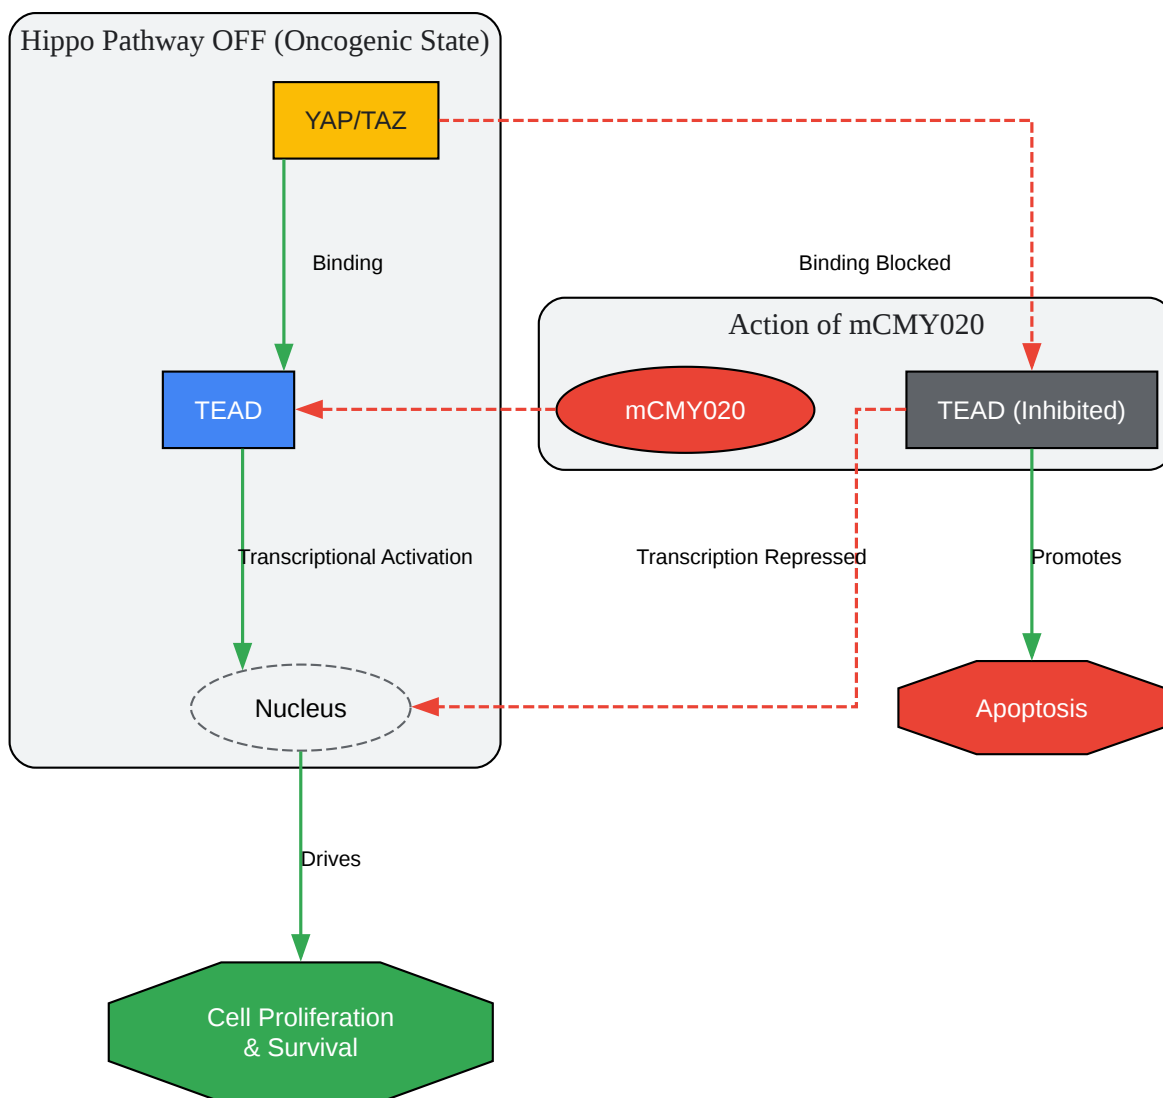 Hippo Pathway OFF (Oncogenic State)
YAP/TAZ
Binding
Binding Blocked
Action of mCMY020
TEAD
mCMY020
TEAD (Inhibited)
Transcriptional Activation
Transcription Repressed
Promotes
Nucleus
Apoptosis
Drives
Cell Proliferation
& Survival